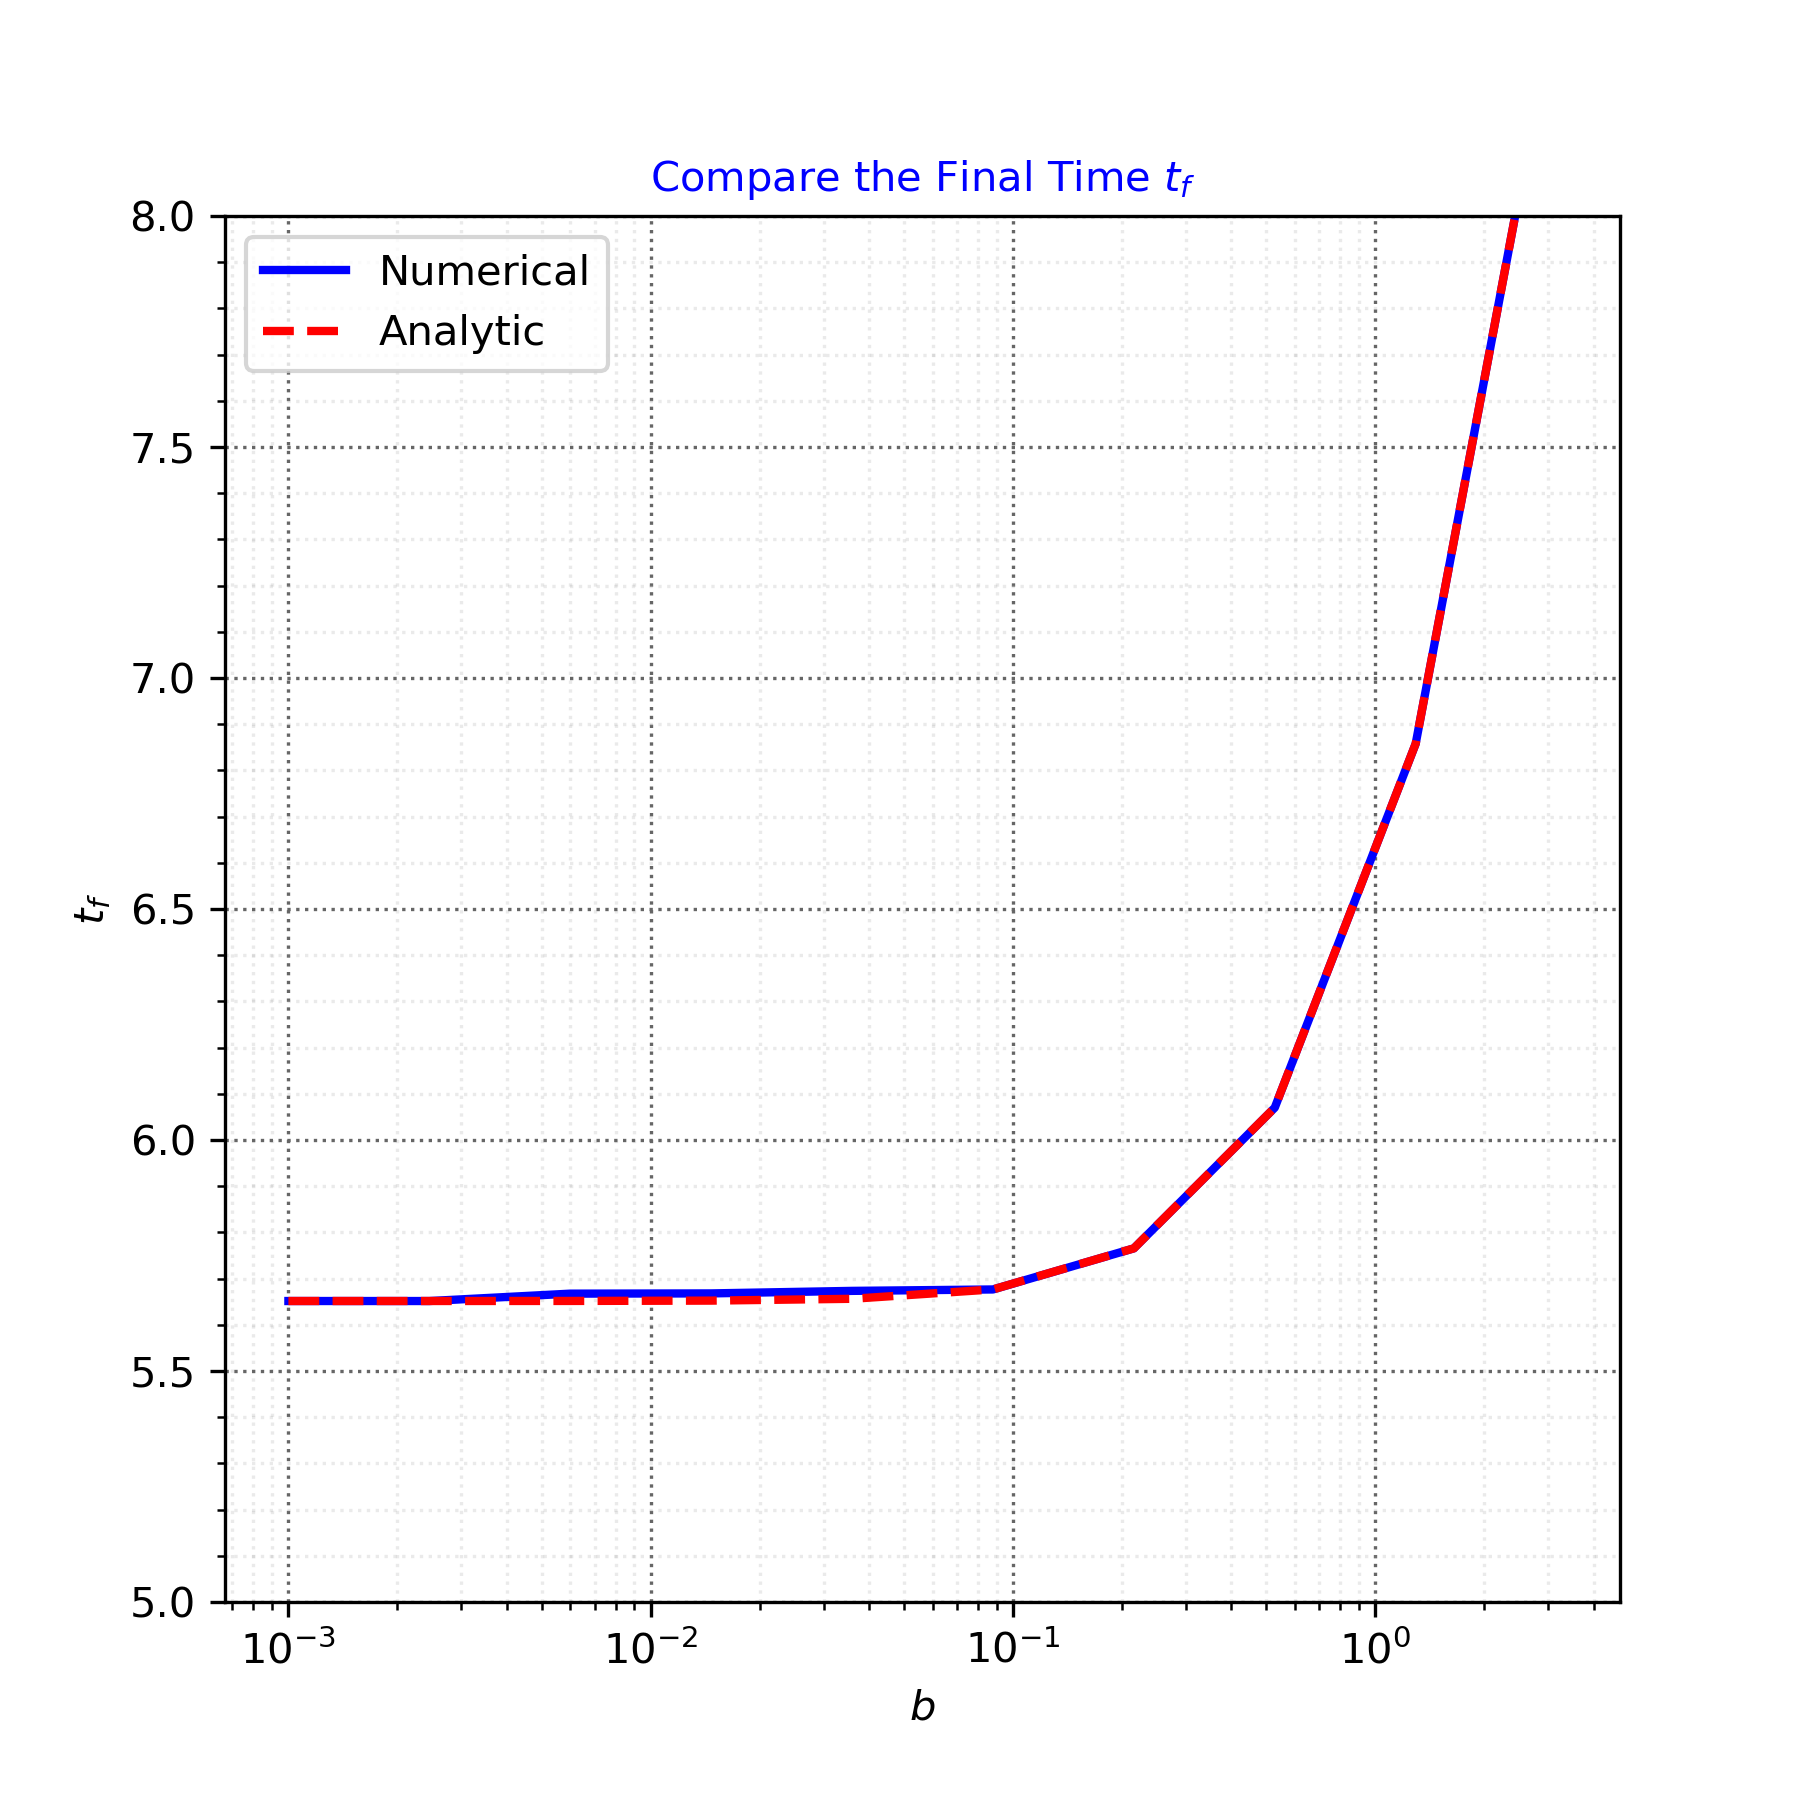 Compare the Final Time $t_f$
Numerical
Analytic
8.0
7.5
7.0
6.5
6.0
5.5
5.0
$t_f$
$10^{-3}$ $10^{-2}$ $10^{-1}$ $10^{0}$
$b$